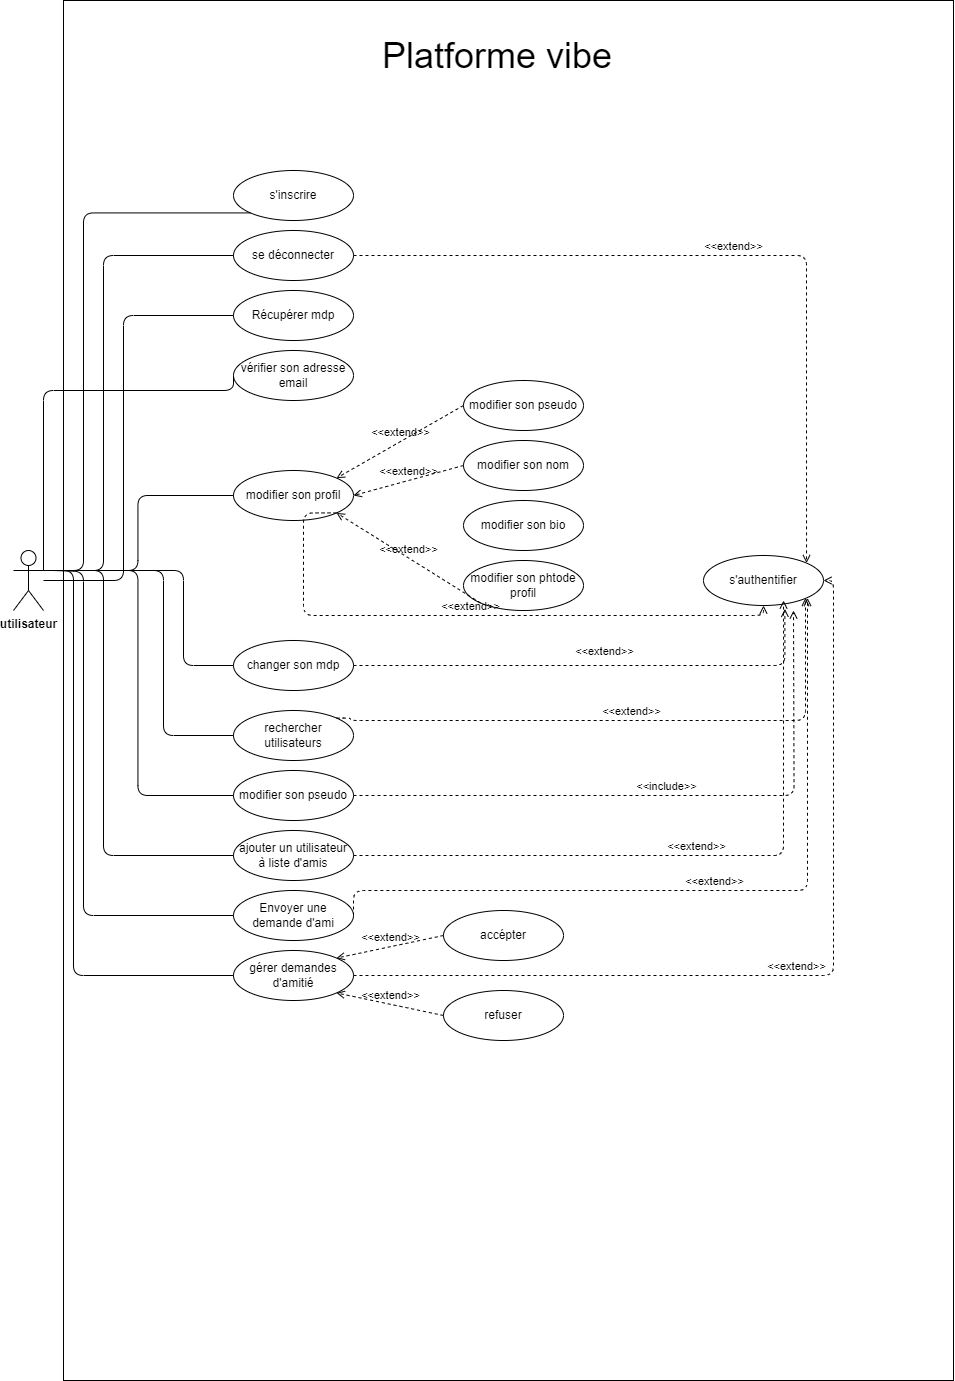 Platforme vibe
s'inscrire
se déconnecter
<<extend>>
Récupérer mdp
vérifier son adresse
email
modifier son pseudo
<<extend>>
modifier son nom
<<extend>>
modifier son profil
modifier son bio
<<extend>>
modifier son phtode
profil
<<extend>>
s'authentifier
utilisateur
changer son mdp
<<extend>>
rechercher
utilisateurs
<<extend>>
modifier son pseudo
<<include>>
ajouter un utilisateur
à liste d'amis
<<extend>>
<<extend>>
Envoyer une
demande d'ami
accépter
<<extend>>
gérer demandes
d'amitié
<<extend>>
<<extend>>
refuser